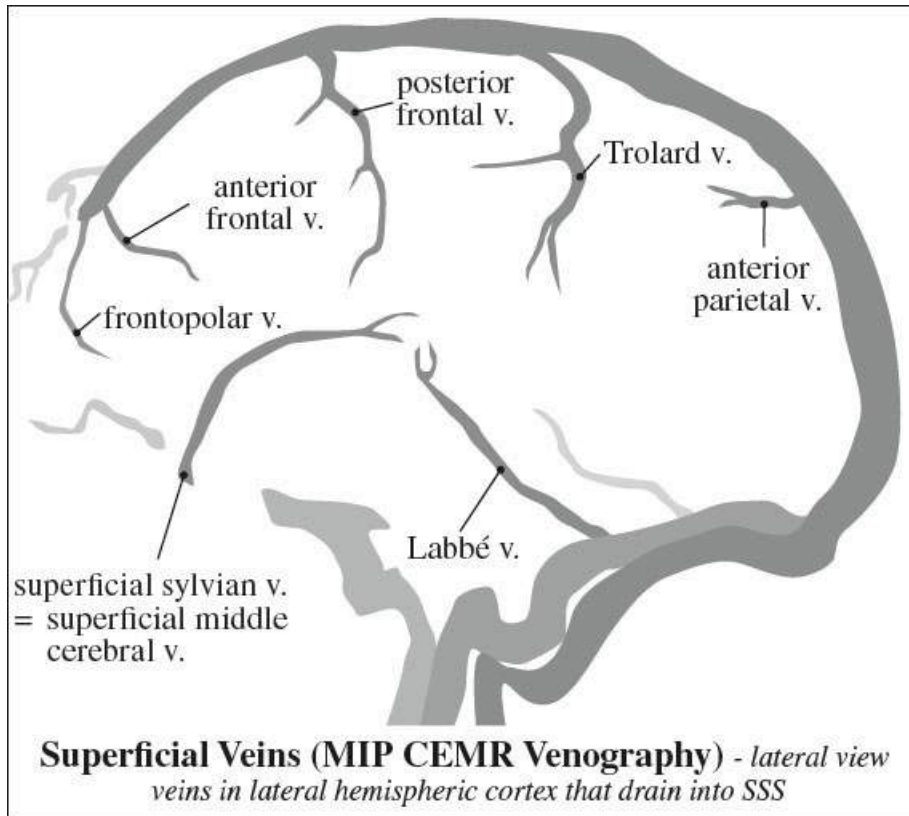 posterior
frontal v.
Trolard v.
anterior
frontal v.
anterior
parietal v.
frontopolar v.
Labbé v.
superficial sylvian v.
= superficial middle
cerebral v.
Superficial Veins (MIP CEMR Venography) - lateral view
veins in lateral hemispheric cortex that drain into SSS